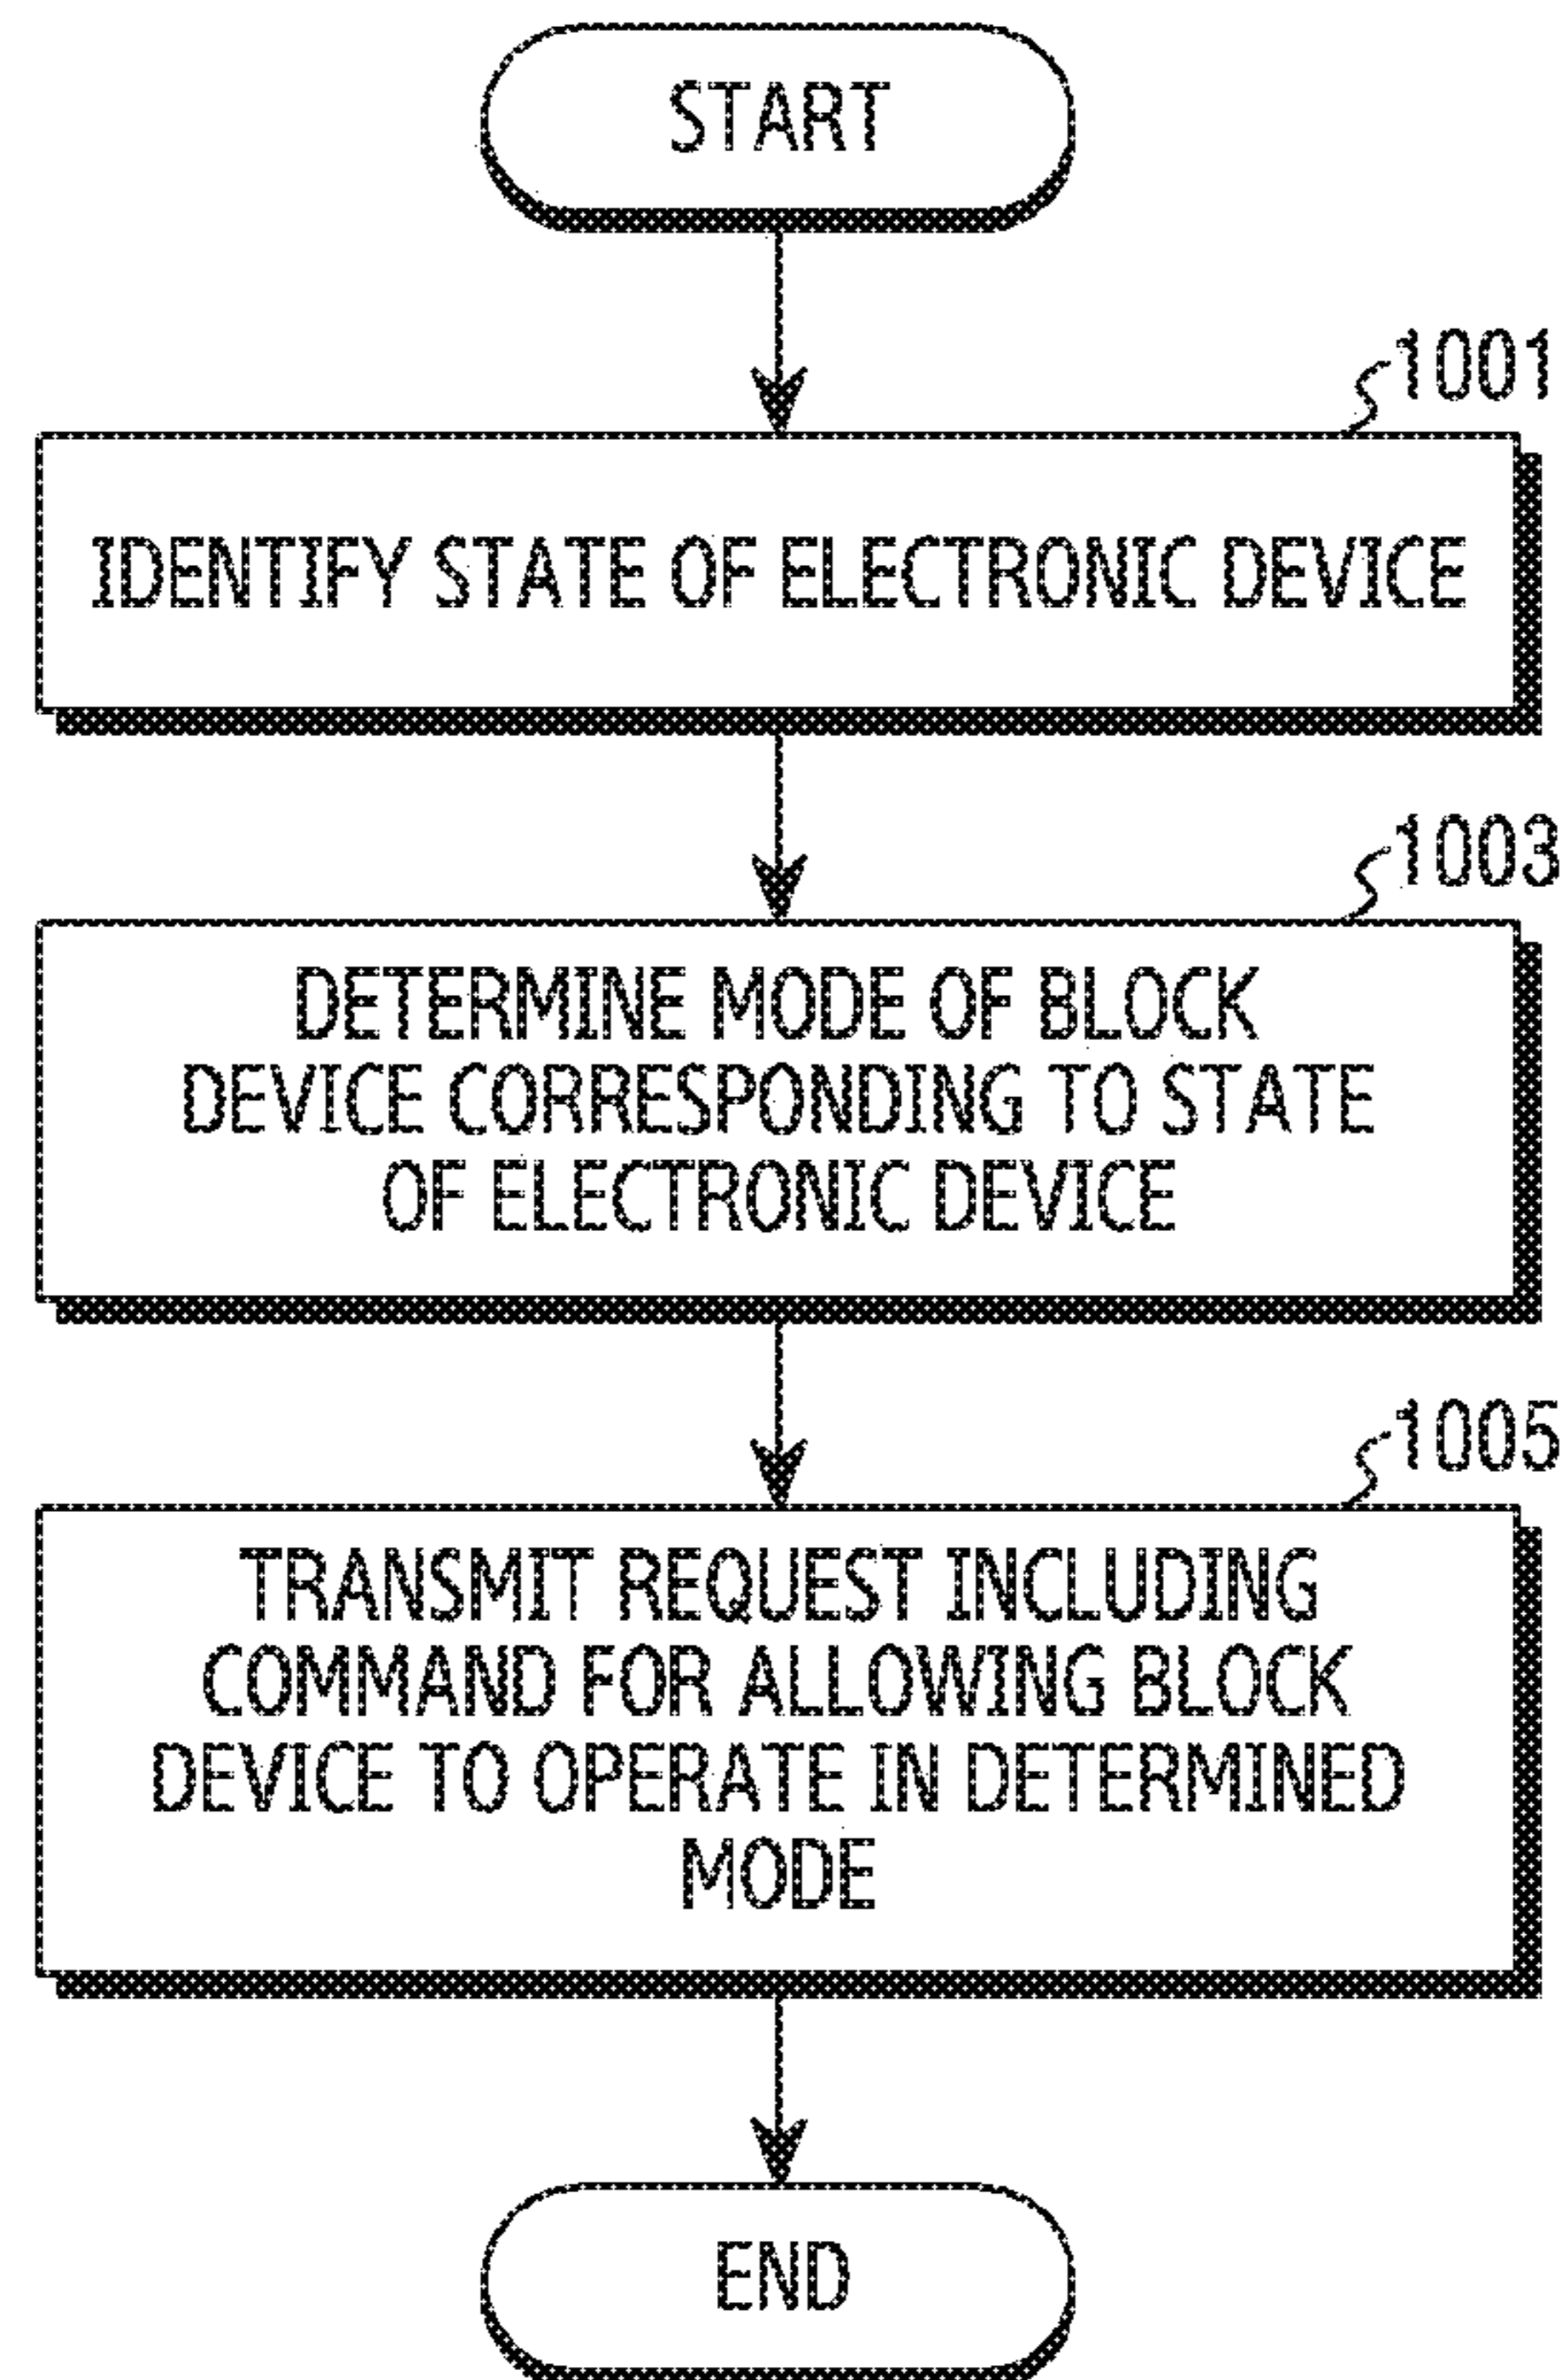 START
1001
IDENTIFY STATE OF ELECTRONIC DEVICE
1003
DETERMINE MODE OF BLOCK
DEVICE CORRESPONDING TO STATE
OF ELECTRONIC DEVICE
1005
TRANSMIT REQUEST INCLUDING
COMMAND FOR ALLOWING BLOCK
DEVICE TO OPERATE IN DETERMINED
MODE
END